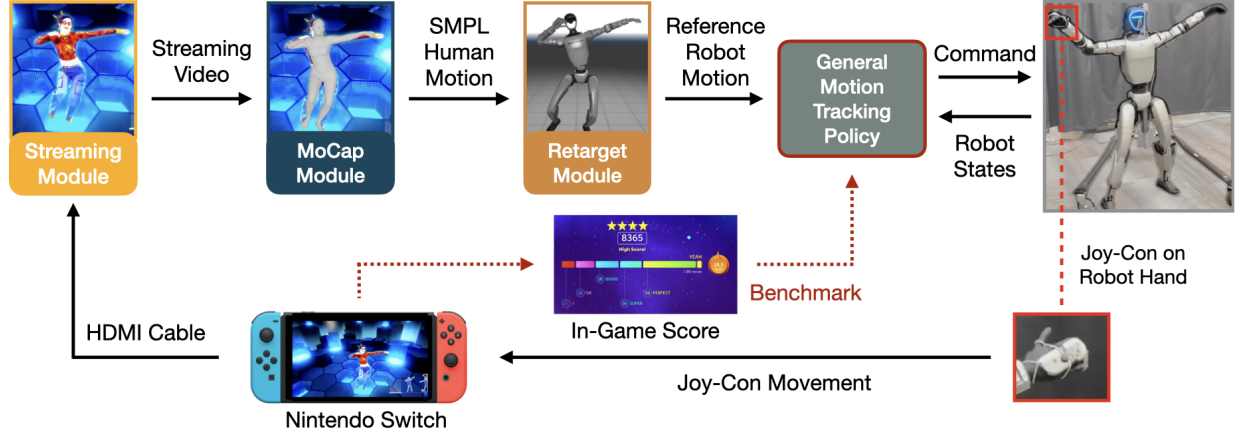 Streaming
Video
SMPL
Human
Motion
Reference
Robot
Motion
General
Motion
Tracking
Policy
Command
Robot
States
Streaming
Module
MoCap
Module
Retarget
Module
8365
High Score!
YEAH
GOOD
OK
PERFECT
SUPER
Benchmark
Joy-Con on
Robot Hand
HDMI Cable
In-Game Score
Joy-Con Movement
Nintendo Switch